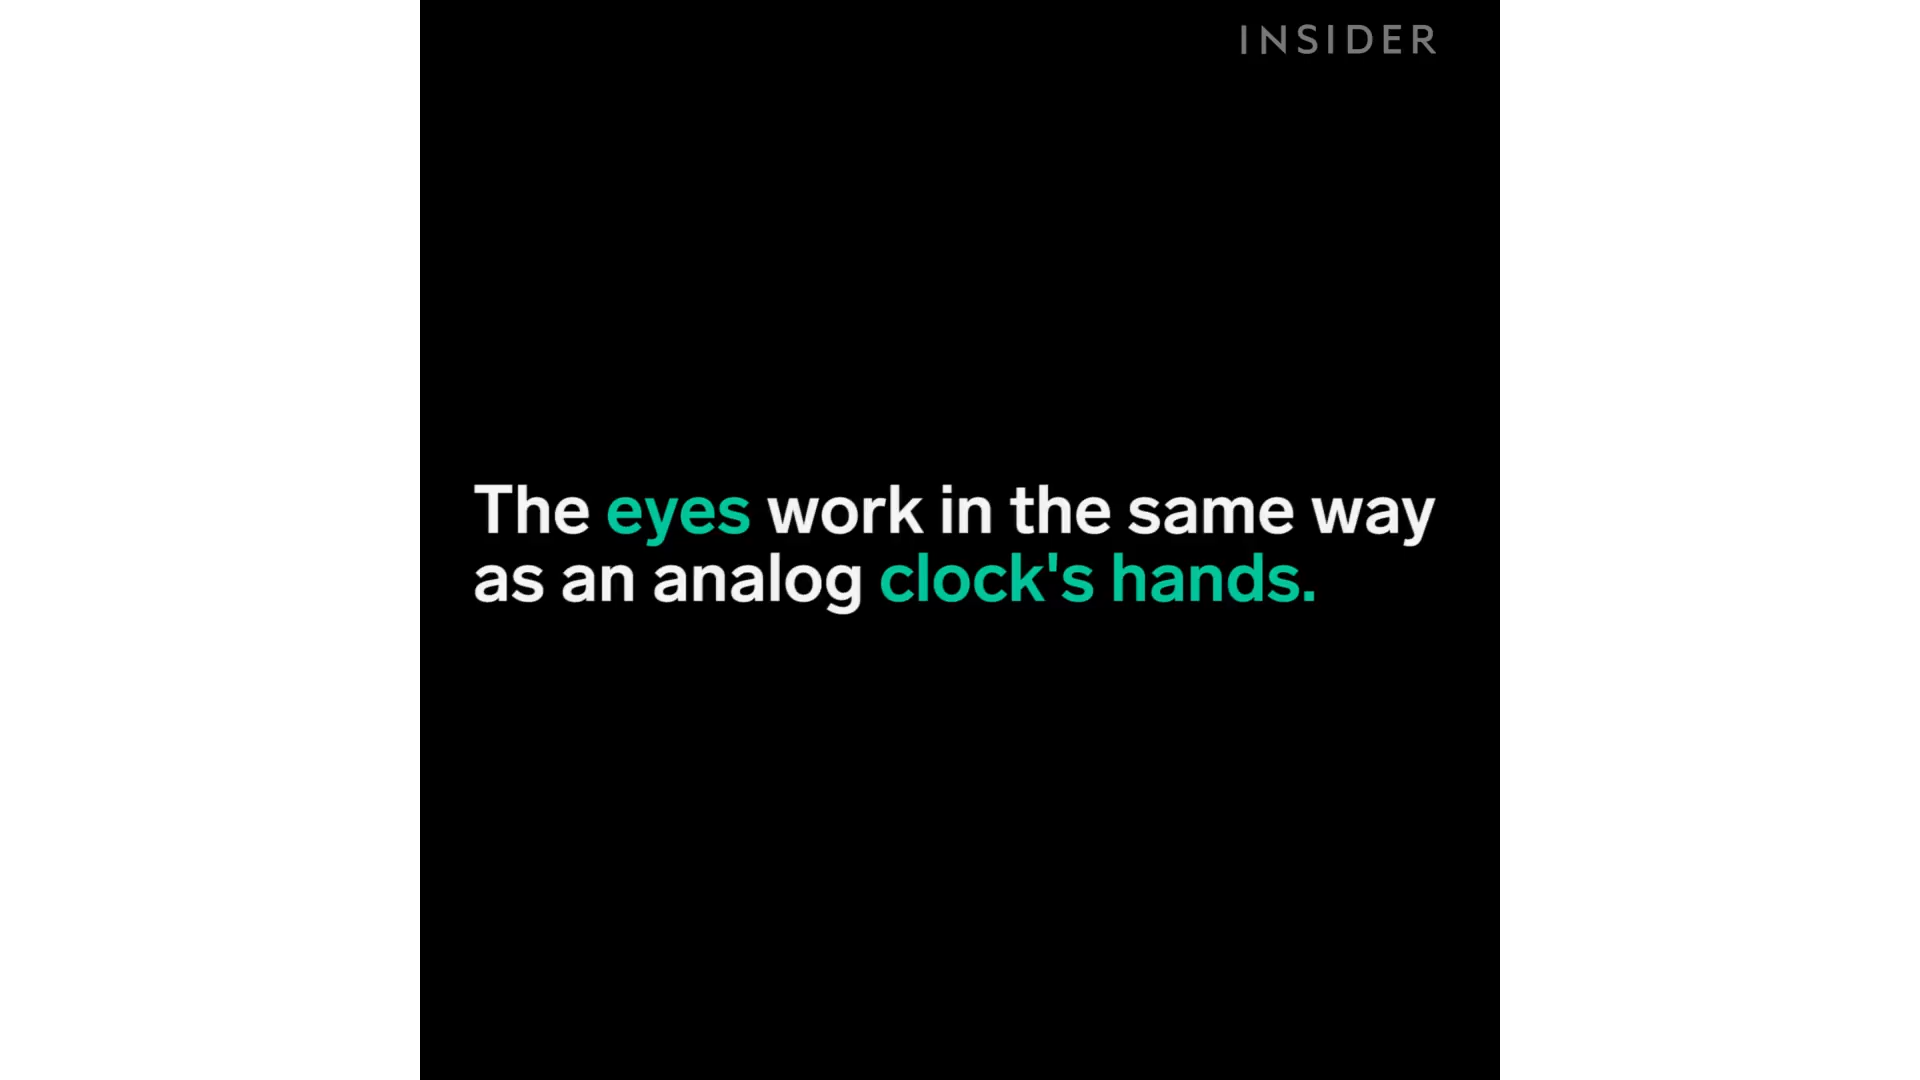 INSIDER
The eyes work in the same way
as an analog clock's hands.